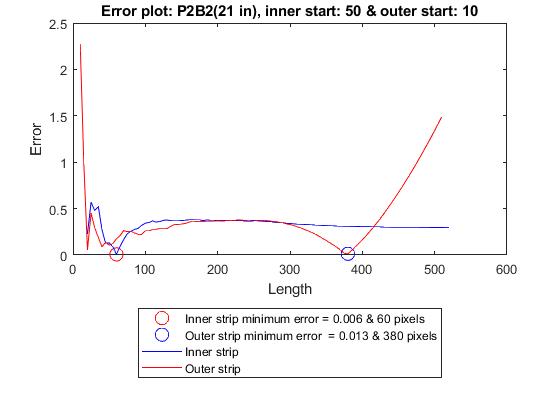 Error plot: P2B2(21 in), inner start: 50 & outer start: 10
2.5
2
1.5
1
0.5
0
Error
0 100 200 300 400 500 600
Length
Inner strip minimum error = 0.006 & 60 pixels
Outer strip minimum error = 0.013 & 380 pixels
Inner strip
Outer strip